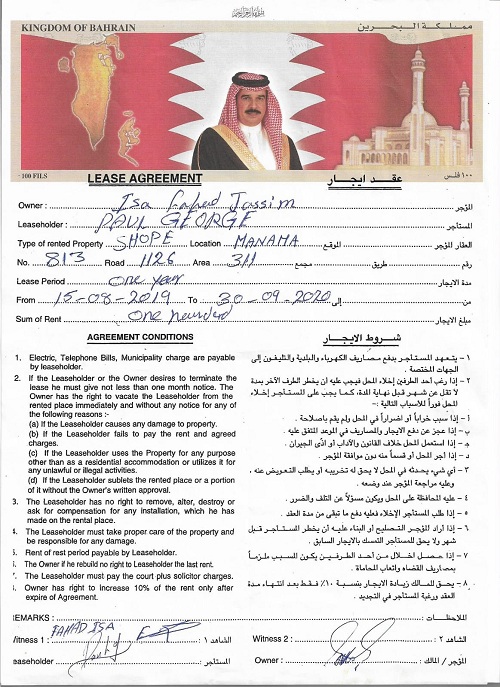 KINGDOM OF BAHRAIN مملكة البحرين
100 FILS ١٠٠ فلس
LEASE AGREEMENT عقد ايجار
Owner : Isa Fahed Jassim المؤجر
Leaseholder : PAUL GEORGE المستأجر
Type of rented Property SHOPE Location MANAMA الموقع العقار المؤجر
No. 813 Road 1126 طريق Area 311 مجمع رقم
Lease Period One year مدة الايجار
From 15-08-2019 To 30-09-2020 إلى من
Sum of Rent One hundred مبلغ الايجار
AGREEMENT CONDITIONS
1. Electric, Telephone Bills, Municipality charge are payable
by leaseholder.
2. If the Leaseholder or the Owner desires to terminate the
lease he must give not less than one month notice. The
Owner has the right to vacate the Leaseholder from the
rented place immediately and without any notice for any of
the following reasons :-
(a) If the Leaseholder causes any damage to property.
(b) If the Leaseholder fails to pay the rent and agreed
charges.
(c) If the Leaseholder uses the Property for any purpose
other than as a residential accommodation or utilizes it for
any unlawful or illegal activities.
(d) If the Leaseholder sublets the rented place or a portion
of it without the Owner's written approval.
3. The Leaseholder has no right to remove, alter, destroy or
ask for compensation for any installation, which he has
made on the rental place.
The Leaseholder must take proper care of the property and
be responsible for any damage.
Rent of rest period payable by Leaseholder.
The Owner if he rebuild no right to Leaseholder the last rent.
The Leaseholder must pay the court plus solicitor charges.
Owner has right to increase 10% of the rent only after
expire of Agreement.
شروط الايجار
١ - يتعهد المستأجر بدفع مصاريف الكهرباء والبلدية والتليفون إلى
الجهات المختصة .
٢ - إذا رغب احد الطرفين إخلاء المحل فيجب عليه ان يخطر الطرف الآخر بمدة
لا تقل عن شهر قبل نهاية المدة، كما يجب على المستأجر إخلاء
المحل فوراً للأسباب التالية :-
أ - إذا سبب خراباً أو اضراراً في المحل ولم يقم باصلاحه .
ب - إذا عجز عن دفع الايجار والمصاريف في الموعد المتفق عليه .
ج - إذا استعمل المحل خلاف القانون والآداب أو اذى الجيران .
د - إذا اجر المحل أو قسماً منه دون موافقة المؤجر .
٣ - أي شيء يحدثه في المحل لا يحق له تخريبه أو يطلب التعويض عنه ،
وعليه مراجعة المؤجر عند وضعه .
٤ - عليه المحافظة على المحل ويكون مسؤلاً عن التلف والضرر .
٥ - إذا طلب المستأجر الإخلاء فعليه دفع ما تبقى من مدة العقد .
٦ - إذا أراد المؤجر التصليح أو البناء عليه أن يخطر المستأجر قبل
شهر ولا يحق للمستأجر التمسك بالايجار السابق .
٧ - إذا حصل اخلال من أحد الطرفين يكون المسبب ملزماً
بمصاريف القضاء واتعاب المحاماة .
٨ - يحق للمالك زيادة الايجار بنسبة ١٠٪ فقط بعد انتهاء مدة
العقد ورغبة المستأجر في التجديد .
EMARKS : الملاحظات :
FAHAD ISA
Witness 1 : الشاهد ١ : Witness 2 : الشاهد ٢ :
easeholder المستأجر : Owner : المؤجر / المالك :